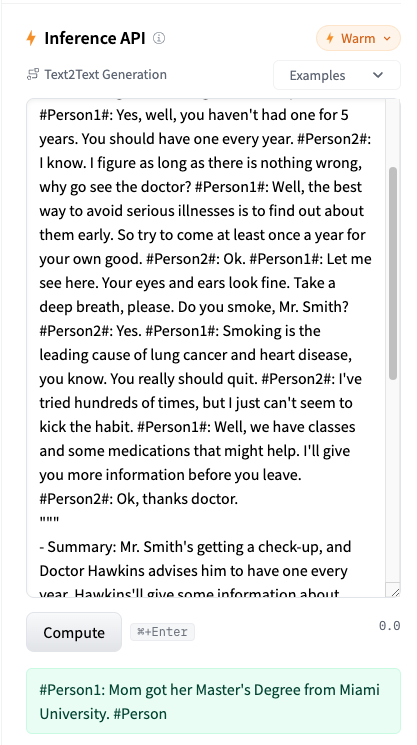 Inference API
Warm
Text2Text Generation
Examples
#Person1#: Yes, well, you haven't had one for 5
years. You should have one every year. #Person2#:
I know. I figure as long as there is nothing wrong,
why go see the doctor? #Person1#: Well, the best
way to avoid serious illnesses is to find out about
them early. So try to come at least once a year for
your own good. #Person2#: Ok. #Person1#: Let me
see here. Your eyes and ears look fine. Take a
deep breath, please. Do you smoke, Mr. Smith?
#Person2#: Yes. #Person1#: Smoking is the
leading cause of lung cancer and heart disease,
you know. You really should quit. #Person2#: I've
tried hundreds of times, but I just can't seem to
kick the habit. #Person1#: Well, we have classes
and some medications that might help. I'll give
you more information before you leave.
#Person2#: Ok, thanks doctor.
"""
- Summary: Mr. Smith's getting a check-up, and
Doctor Hawkins advises him to have one every
year. Hawkins'll give some information about
Compute
⌘+Enter
0.0
#Person1: Mom got her Master's Degree from Miami
University. #Person